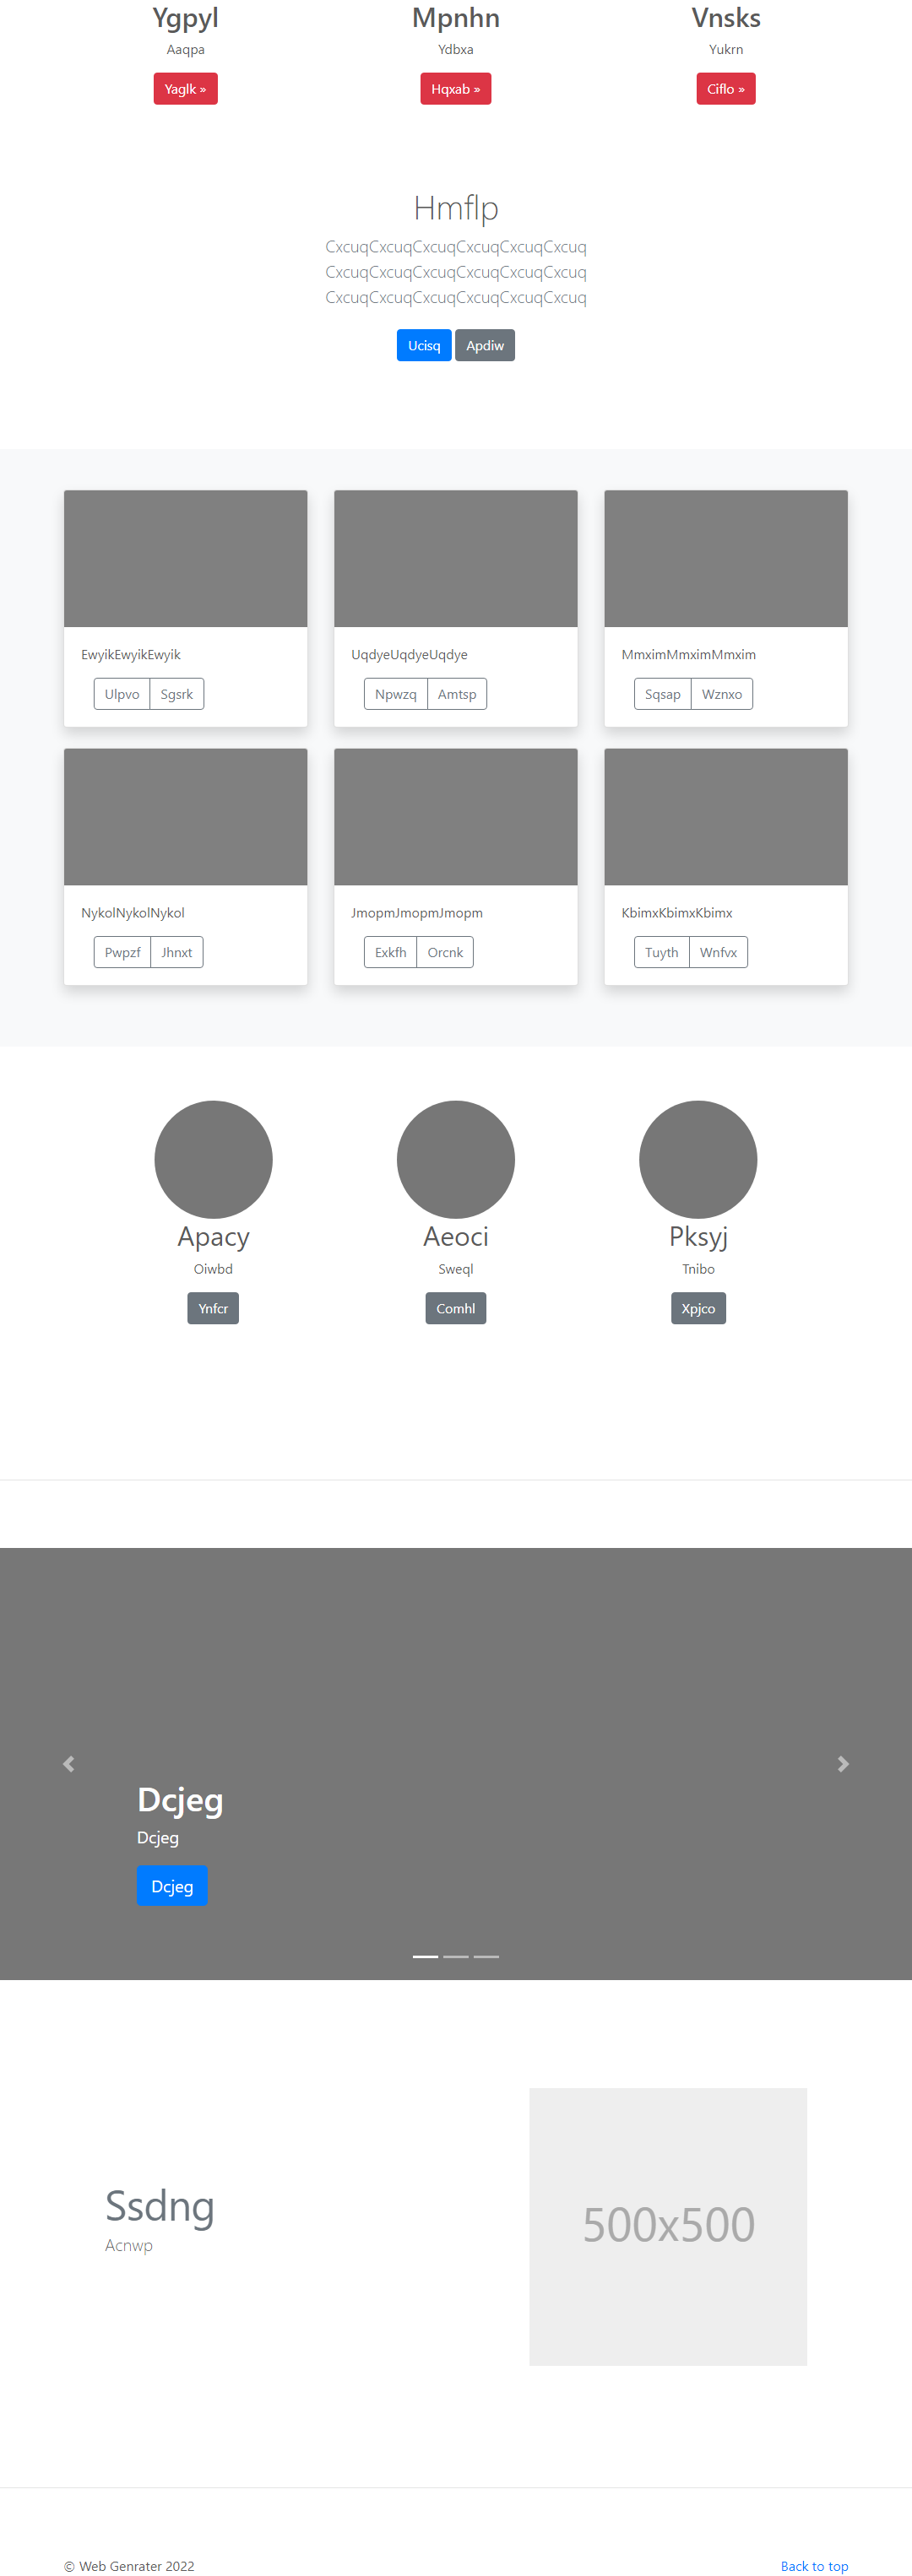 Ygpyl Mpnhn Vnsks
Aaqpa Ydbxa Yukrn
Yaglk » Hqxab » Ciflo »
Hmflp
CxcuqCxcuqCxcuqCxcuqCxcuqCxcuq
CxcuqCxcuqCxcuqCxcuqCxcuqCxcuq
CxcuqCxcuqCxcuqCxcuqCxcuqCxcuq
Ucisq Apdiw
EwyikEwyikEwyik UqdyeUqdyeUqdye MmximMmximMmxim
Ulpvo Sgsrk Npwzq Amtsp Sqsap Wznxo
NykolNykolNykol JmopmJmopmJmopm KbimxKbimxKbimx
Pwpzf Jhnxt Exkfh Orcnk Tuyth Wnfvx
Apacy Aeoci Pksyj
Oiwbd Sweql Tnibo
Ynfcr Comhl Xpjco
Dcjeg
Dcjeg
Dcjeg
Ssdng
Acnwp
500x500
© Web Genrater 2022 Back to top